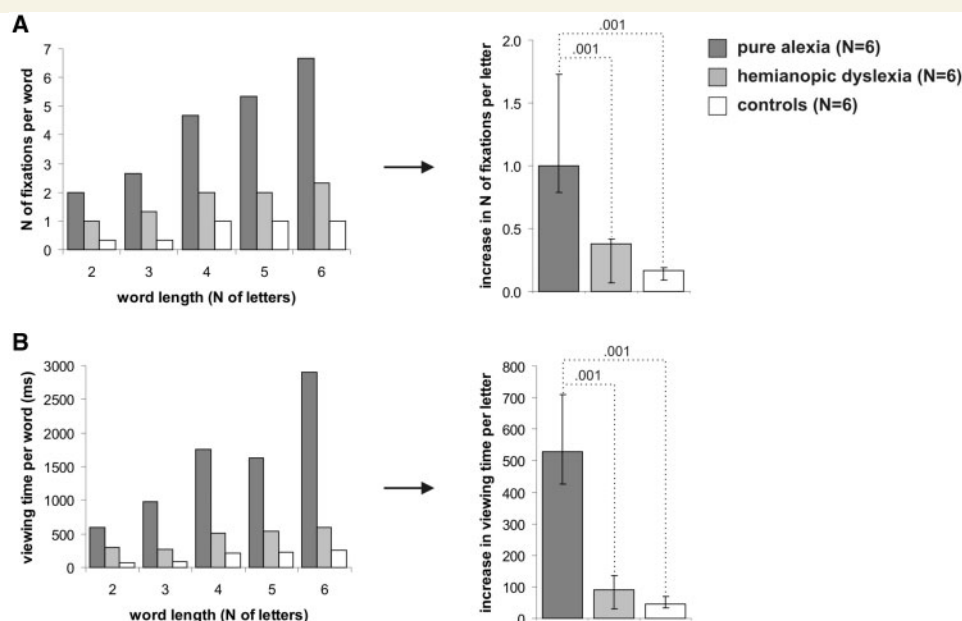 A
N of fixations per word
7
6
5
4
3
2
1
0
2 3 4 5 6
word length (N of letters)
increase in N of fixations per letter
2.0
1.5
1.0
0.5
0.0
.001
.001
pure alexia (N=6)
hemianopic dyslexia (N=6)
controls (N=6)
B
viewing time per word (ms)
3000
2500
2000
1500
1000
500
0
2 3 4 5 6
word length (N of letters)
increase in viewing time per letter
800
700
600
500
400
300
200
100
0
.001
.001